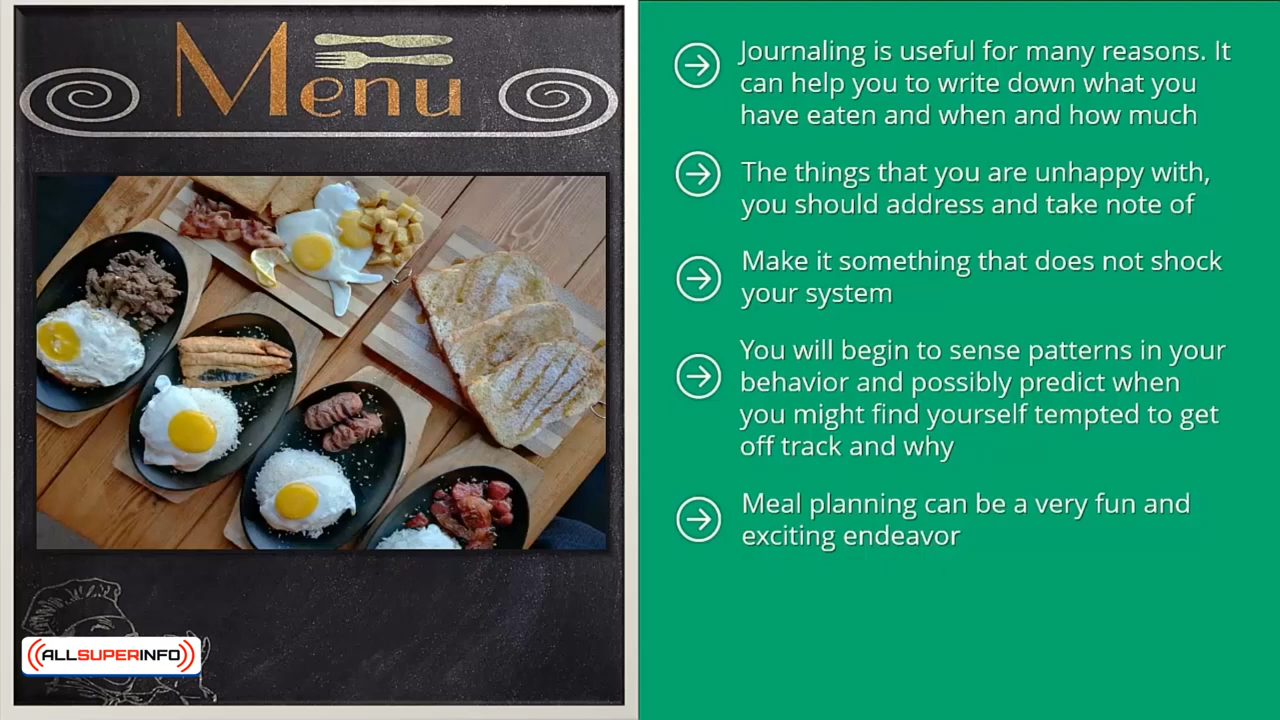 Menu
Journaling is useful for many reasons. It
can help you to write down what you
have eaten and when and how much
The things that you are unhappy with,
you should address and take note of
Make it something that does not shock
your system
You will begin to sense patterns in your
behavior and possibly predict when
you might find yourself tempted to get
off track and why
Meal planning can be a very fun and
exciting endeavor
ALLSUPERINFO